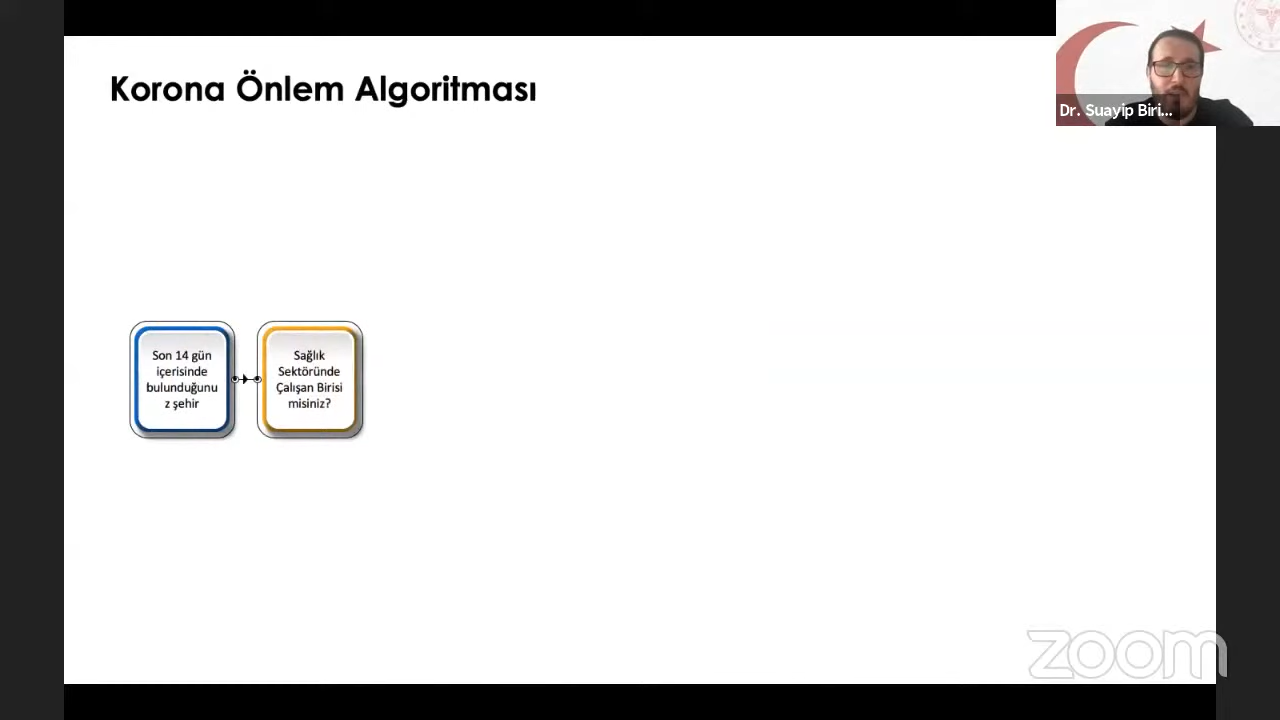 Korona Önlem Algoritması
Dr. Suayip Biri...
Son 14 gün
içerisinde
bulunduğunu
z şehir
Sağlık
Sektöründe
Çalışan Birisi
misiniz?
zoom